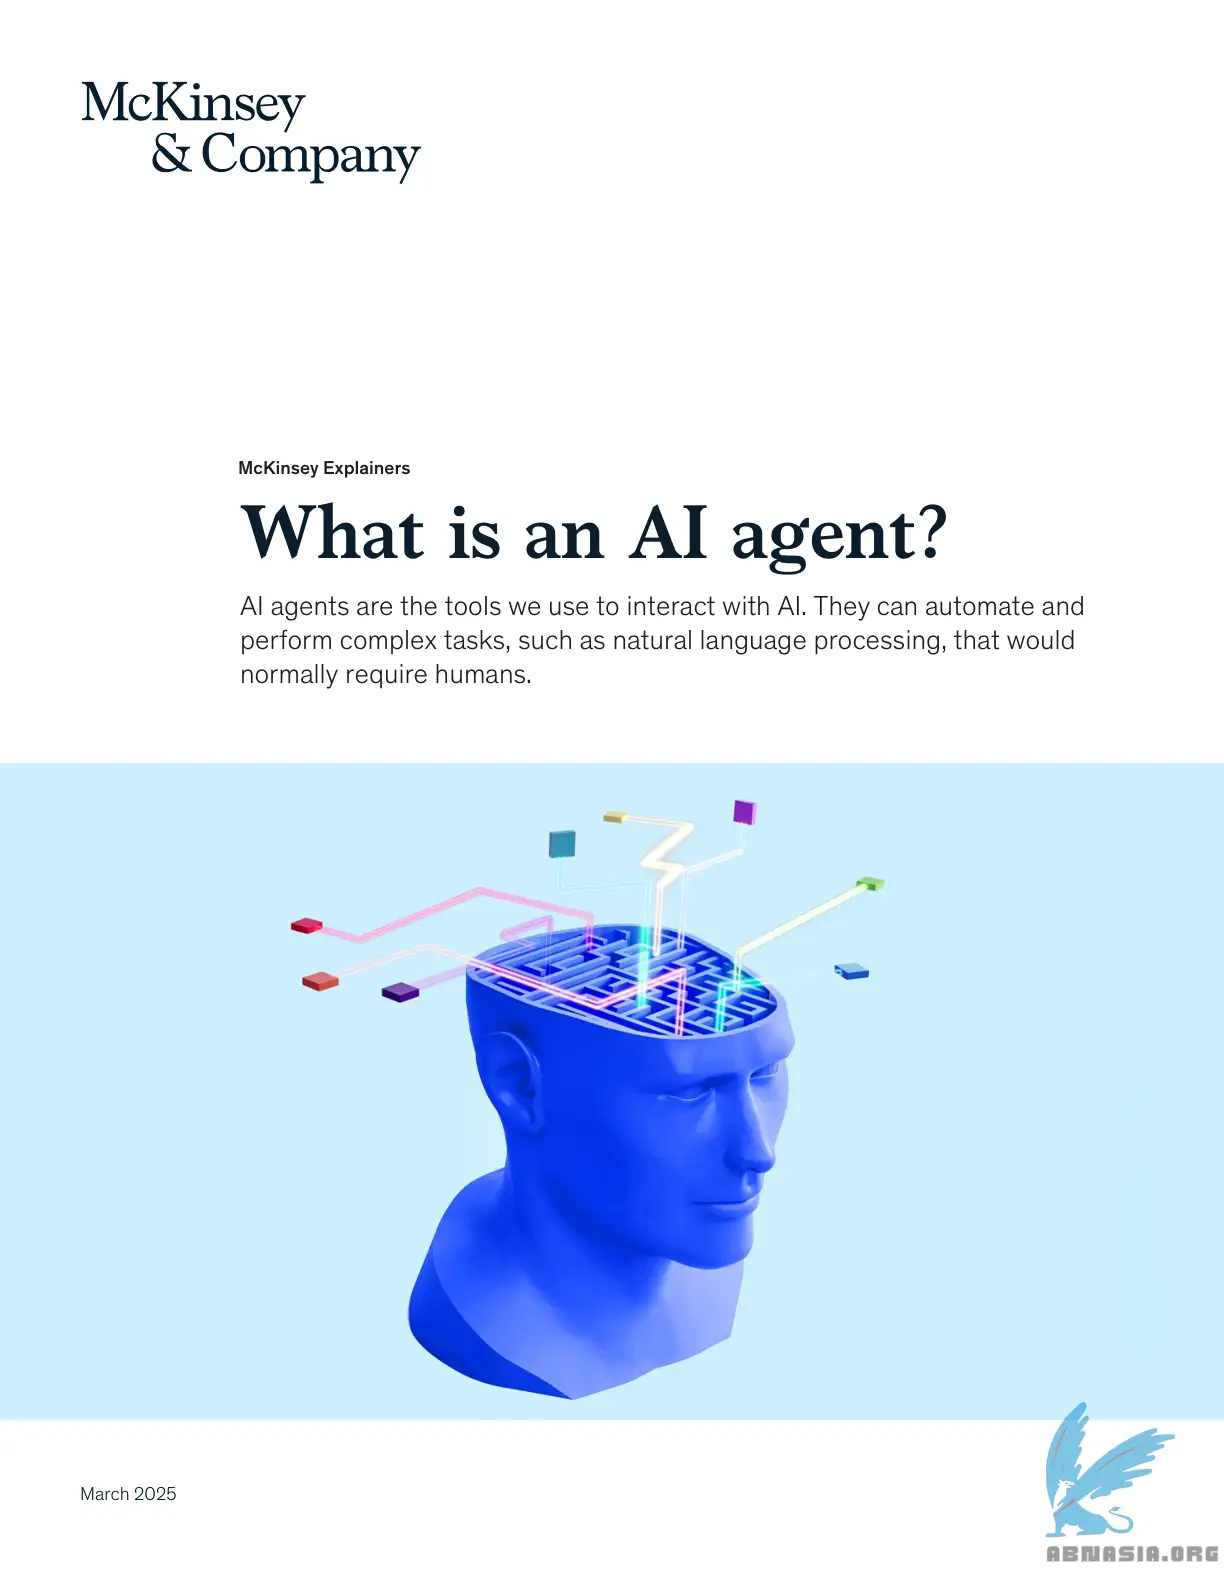 McKinsey
& Company
McKinsey Explainers
What is an AI agent?
AI agents are the tools we use to interact with AI. They can automate and
perform complex tasks, such as natural language processing, that would
normally require humans.
March 2025
ABNASIA.ORG